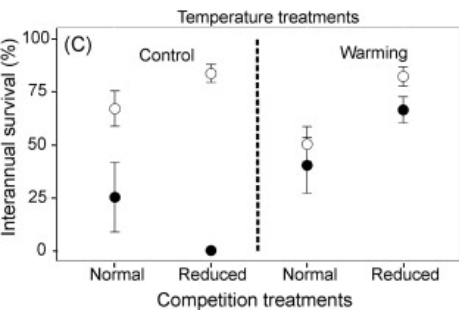 Temperature treatments
(C)
Control
Warming
Interannual survival (%)
100
75
50
25
0
Normal
Reduced
Normal
Reduced
Competition treatments